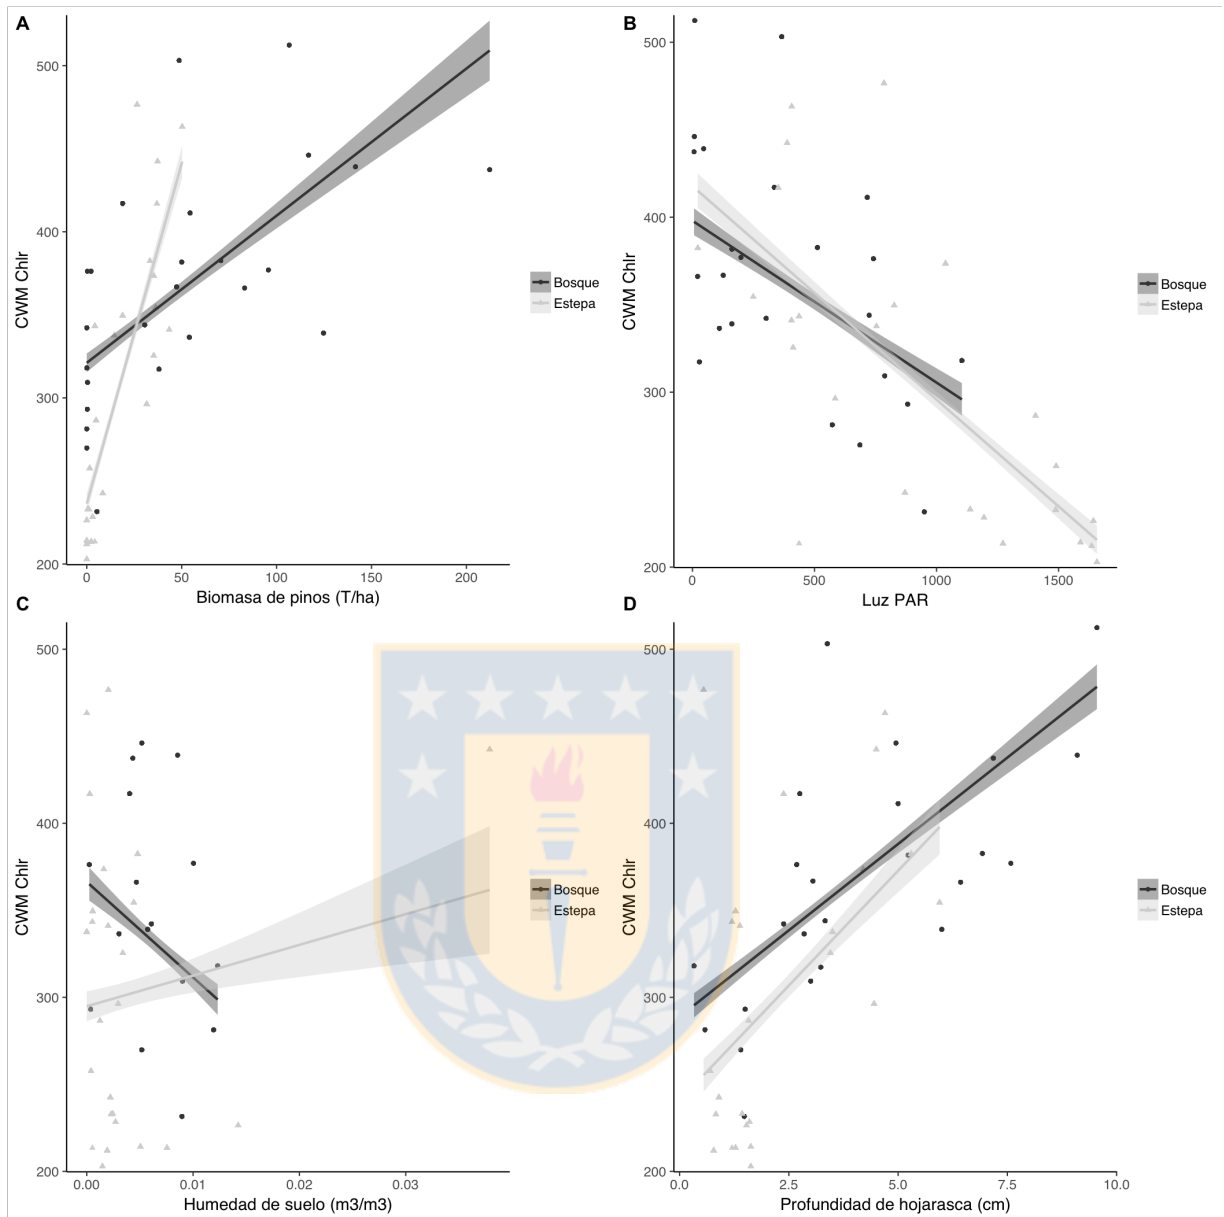 A
CWM Chlr
500
400
300
200
0
50
100
150
200
Biomasa de pinos (T/ha)
Bosque
Estepa
B
CWM Chlr
500
400
300
200
0
500
1000
1500
Luz PAR
Bosque
Estepa
C
CWM Chlr
500
400
300
200
0.00
0.01
0.02
0.03
Humedad de suelo (m3/m3)
Bosque
Estepa
D
CWM Chlr
500
400
300
200
0.0
2.5
5.0
7.5
10.0
Profundidad de hojarasca (cm)
Bosque
Estepa